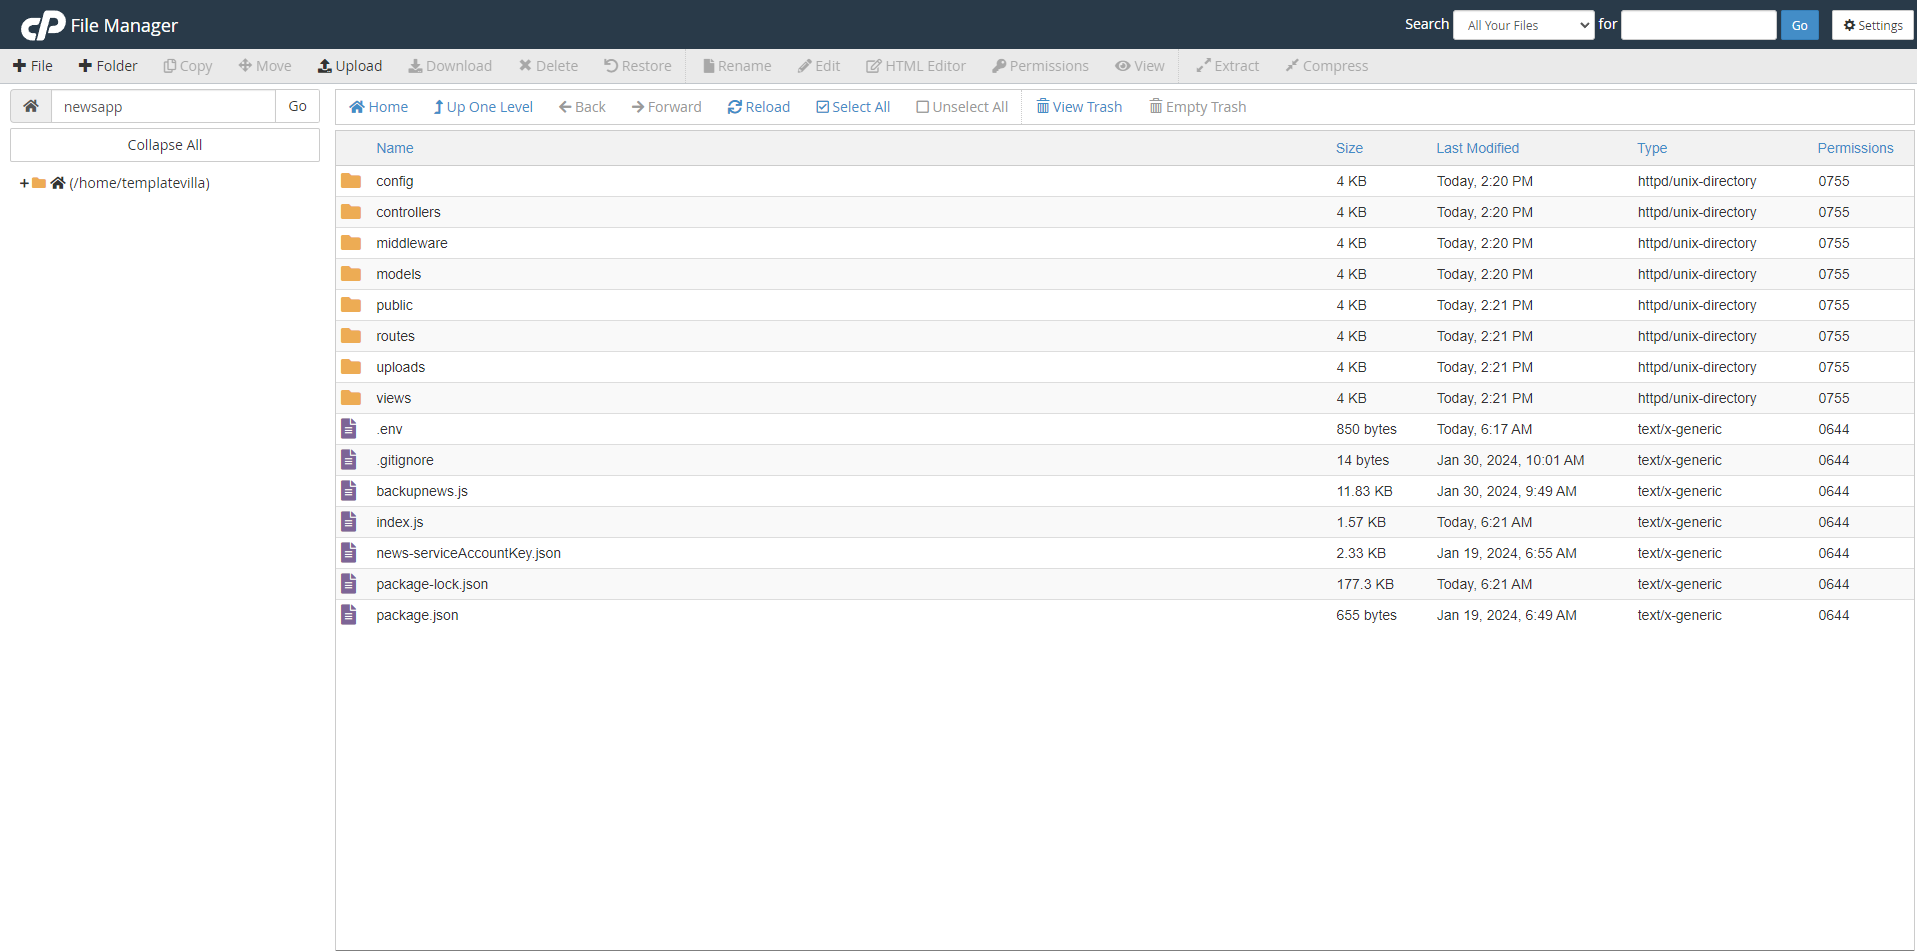 cP File Manager Search All Your Files for Go Settings
File Folder Copy Move Upload Download Delete Restore Rename Edit HTML Editor Permissions View Extract Compress
newsapp Go Home Up One Level Back Forward Reload Select All Unselect All View Trash Empty Trash
Collapse All
+ (/home/templatevilla)
Name Size Last Modified Type Permissions
config 4 KB Today, 2:20 PM httpd/unix-directory 0755
controllers 4 KB Today, 2:20 PM httpd/unix-directory 0755
middleware 4 KB Today, 2:20 PM httpd/unix-directory 0755
models 4 KB Today, 2:20 PM httpd/unix-directory 0755
public 4 KB Today, 2:21 PM httpd/unix-directory 0755
routes 4 KB Today, 2:21 PM httpd/unix-directory 0755
uploads 4 KB Today, 2:21 PM httpd/unix-directory 0755
views 4 KB Today, 2:21 PM httpd/unix-directory 0755
.env 850 bytes Today, 6:17 AM text/x-generic 0644
.gitignore 14 bytes Jan 30, 2024, 10:01 AM text/x-generic 0644
backupnews.js 11.83 KB Jan 30, 2024, 9:49 AM text/x-generic 0644
index.js 1.57 KB Today, 6:21 AM text/x-generic 0644
news-serviceAccountKey.json 2.33 KB Jan 19, 2024, 6:55 AM text/x-generic 0644
package-lock.json 177.3 KB Today, 6:21 AM text/x-generic 0644
package.json 655 bytes Jan 19, 2024, 6:49 AM text/x-generic 0644